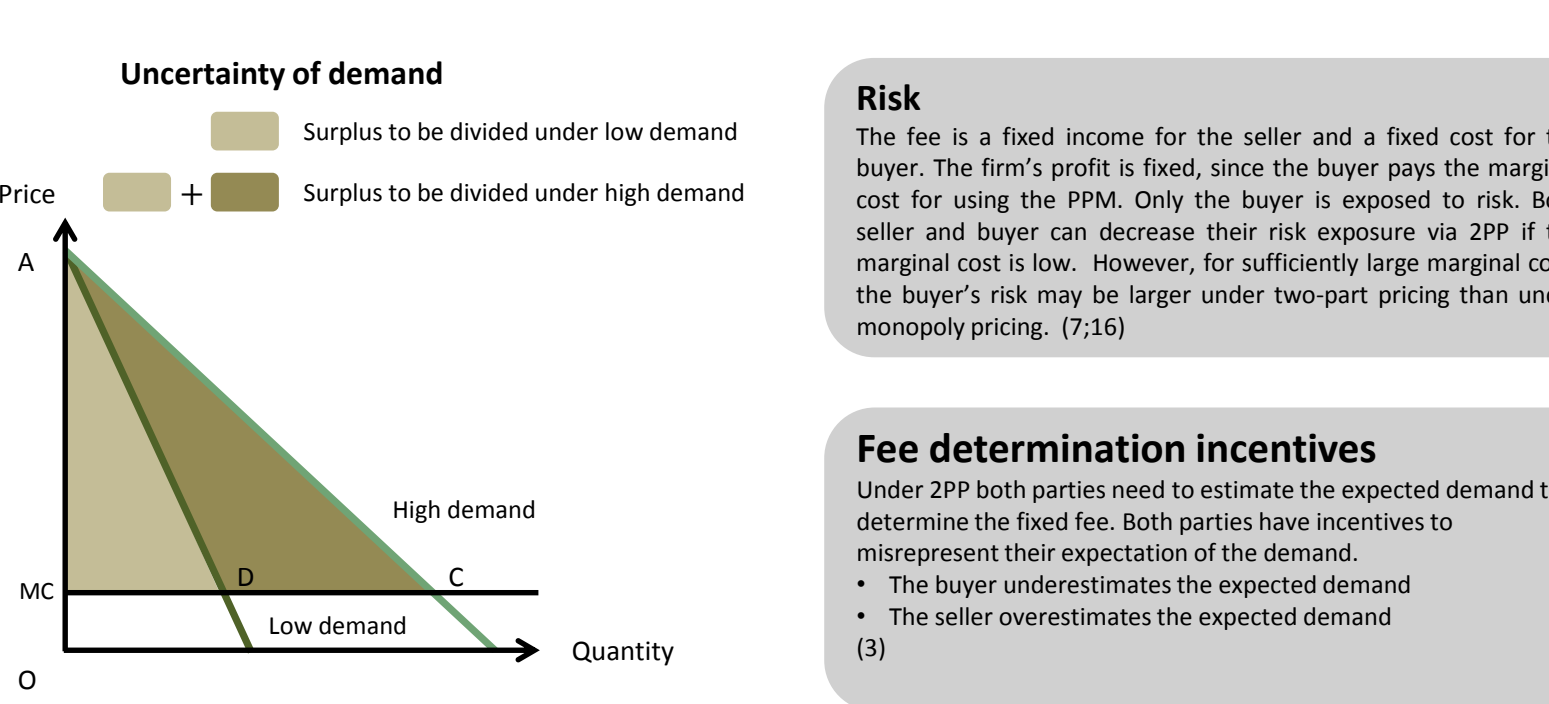 Uncertainty of demand
Surplus to be divided under low demand
+ Surplus to be divided under high demand
Price
A
High demand
MC
D
C
Low demand
Quantity
O
Risk
The fee is a fixed income for the seller and a fixed cost for
buyer. The firm's profit is fixed, since the buyer pays the
cost for using the PPM. Only the buyer is exposed to risk.
seller and buyer can decrease their risk exposure via 2PP if
marginal cost is low. However, for sufficiently large marginal
the buyer's risk may be larger under two-part pricing than
monopoly pricing. (7;16)
Fee determination incentives
Under 2PP both parties need to estimate the expected demand
determine the fixed fee. Both parties have incentives to
misrepresent their expectation of the demand.
• The buyer underestimates the expected demand
• The seller overestimates the expected demand
(3)